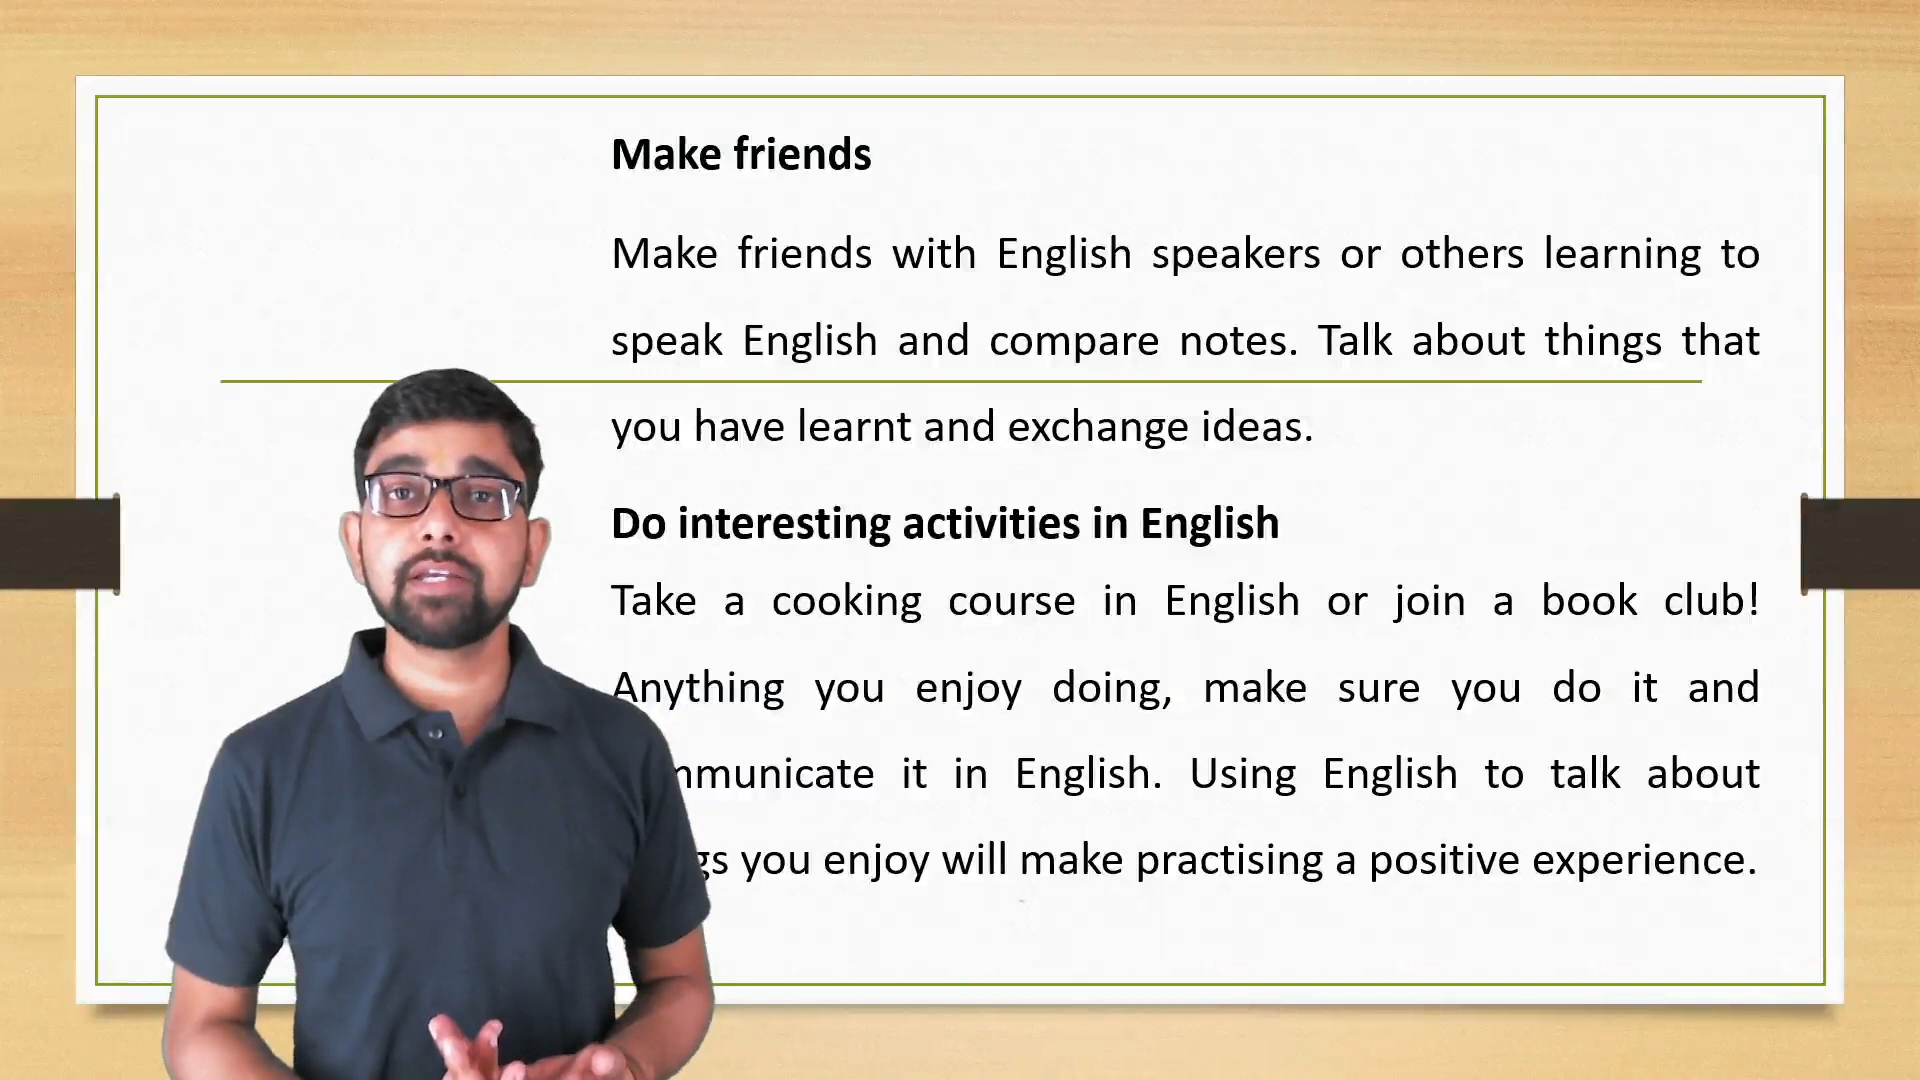 Make friends
Make friends with English speakers or others learning to
speak English and compare notes. Talk about things that
you have learnt and exchange ideas.
Do interesting activities in English
Take a cooking course in English or join a book club!
Anything you enjoy doing, make sure you do it and
it in English. Using English to talk about
you enjoy will make practising a positive experience.